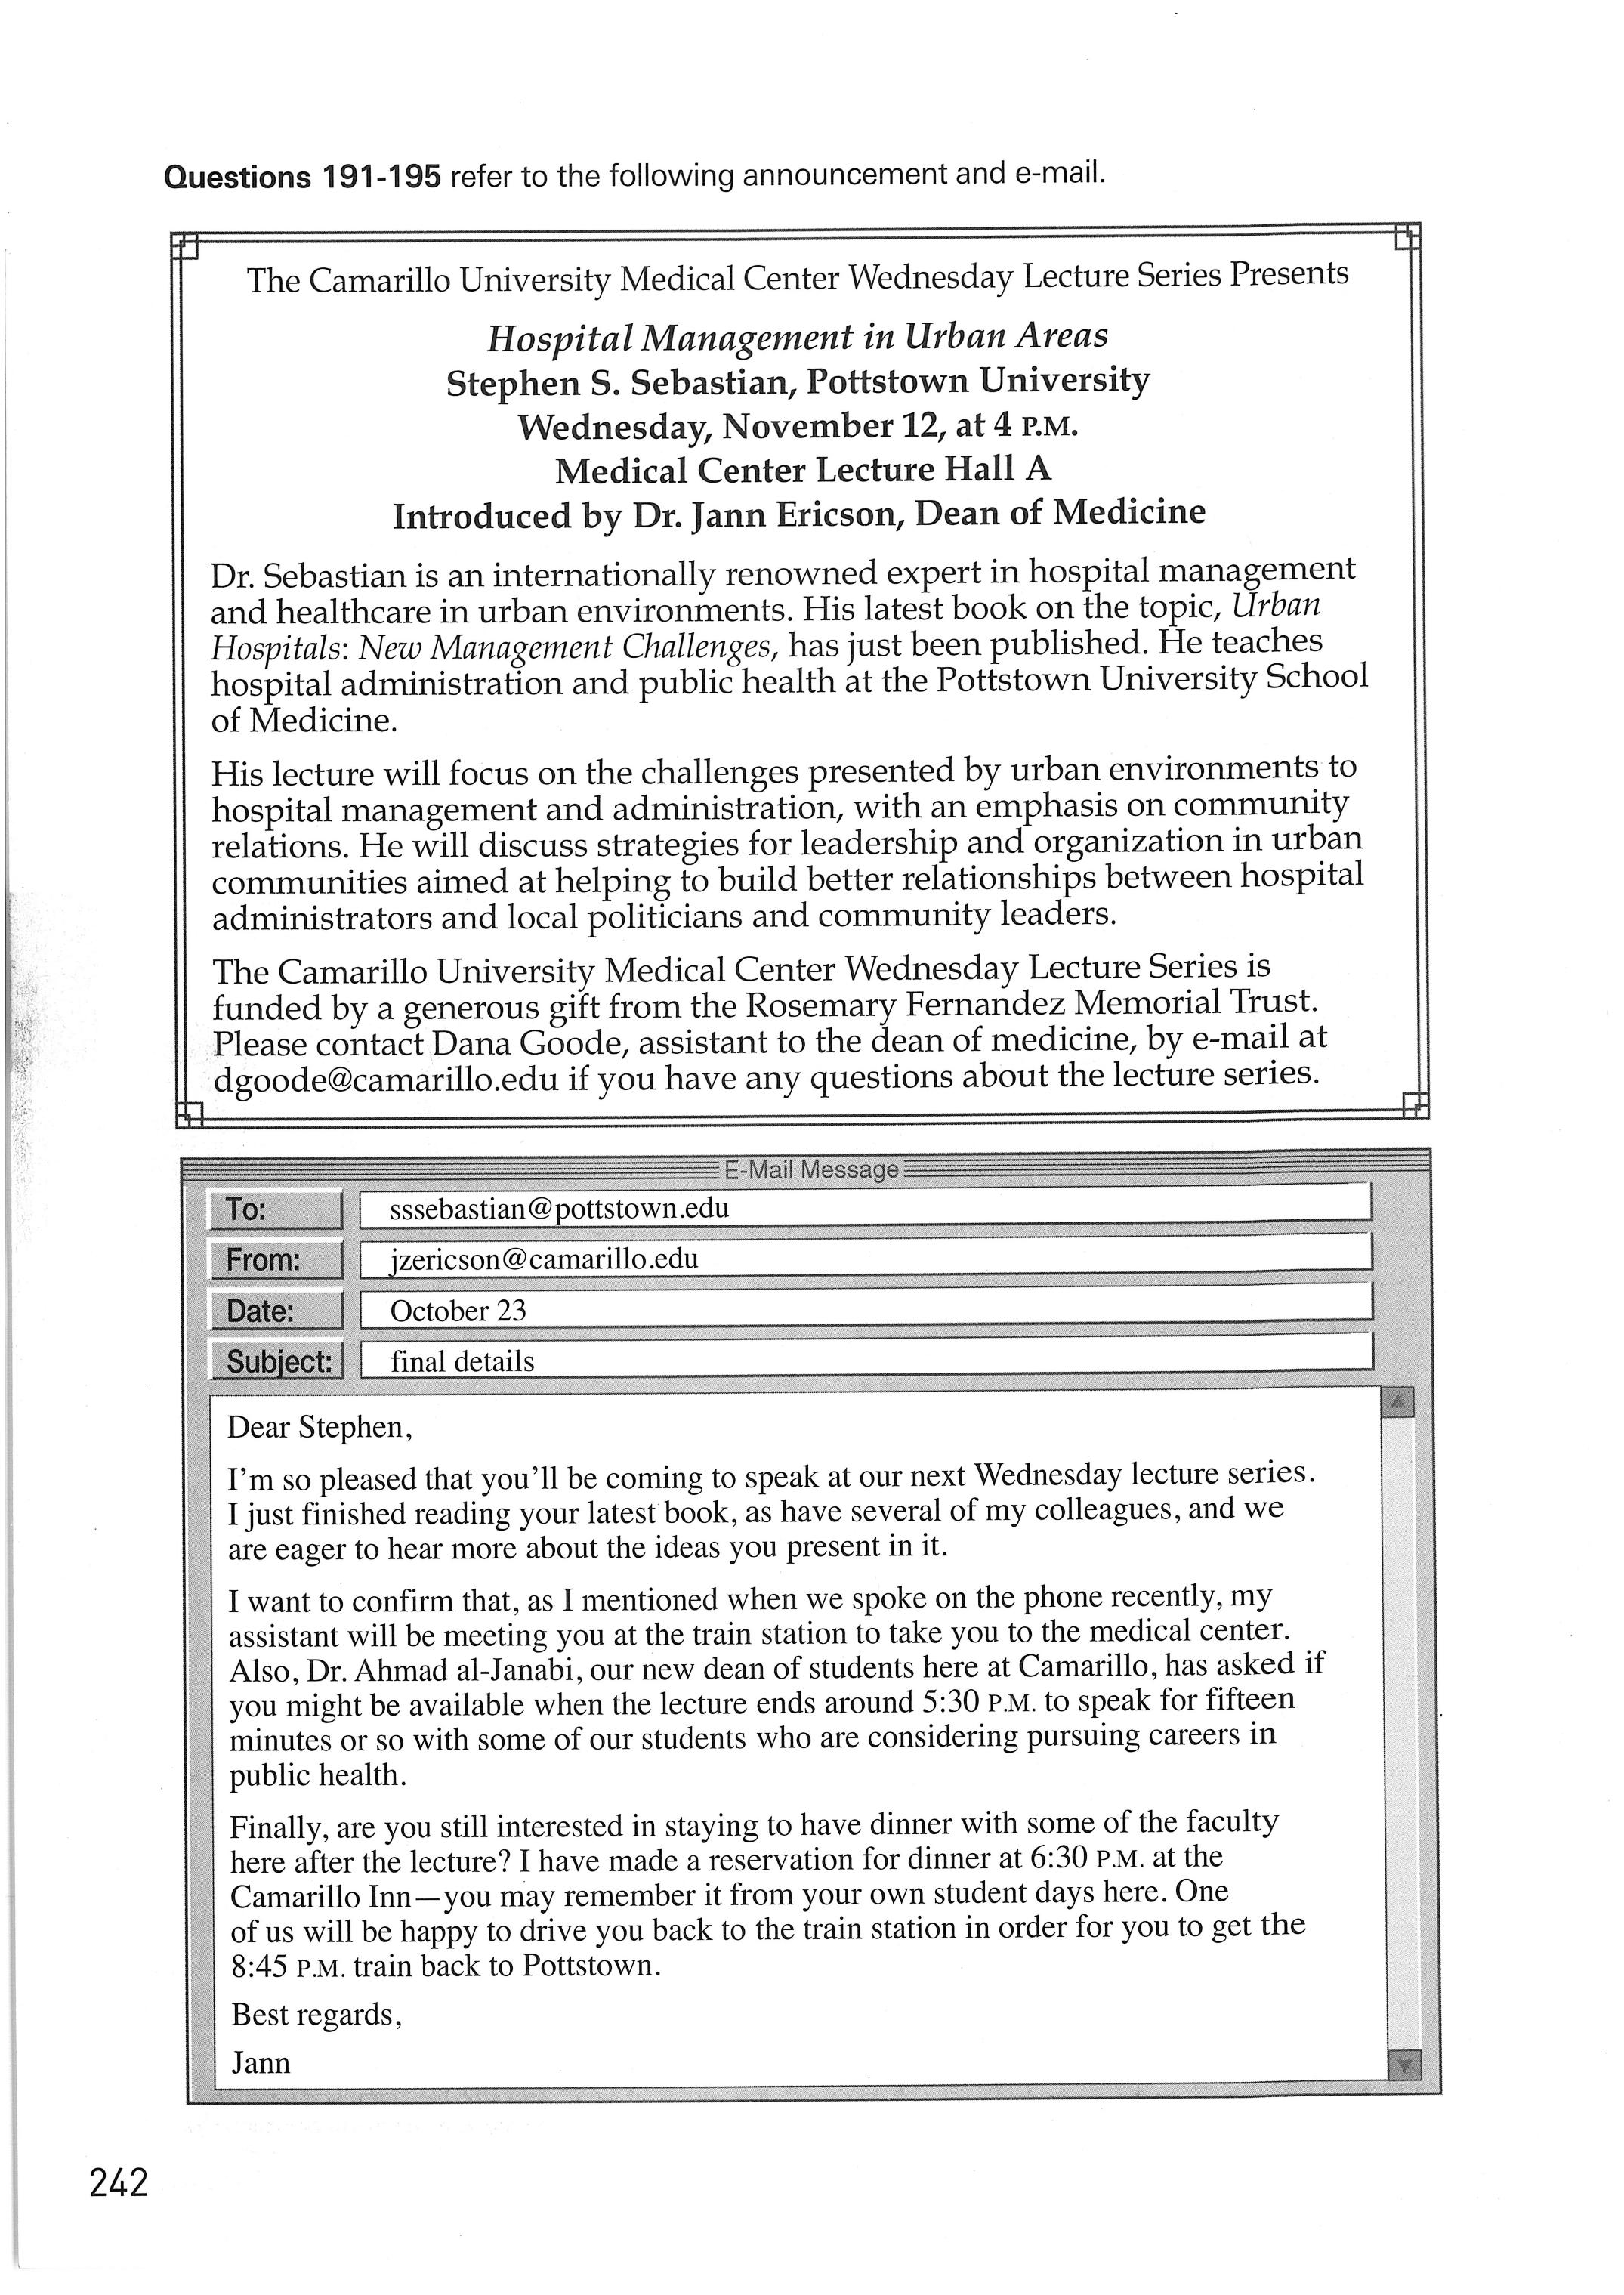 Questions 191-195 refer to the following announcement and e-mail.
The Camarillo University Medical Center Wednesday Lecture Series Presents
Hospital Management in Urban Areas
Stephen S. Sebastian, Pottstown University
Wednesday, November 12, at 4 P.M.
Medical Center Lecture Hall A
Introduced by Dr. Jann Ericson, Dean of Medicine
Dr. Sebastian is an internationally renowned expert in hospital management
and healthcare in urban environments. His latest book on the topic, Urban
Hospitals: New Management Challenges, has just been published. He teaches
hospital administration and public health at the Pottstown University School
of Medicine.
His lecture will focus on the challenges presented by urban environments to
hospital management and administration, with an emphasis on community
relations. He will discuss strategies for leadership and organization in urban
communities aimed at helping to build better relationships between hospital
administrators and local politicians and community leaders.
The Camarillo University Medical Center Wednesday Lecture Series is
funded by a generous gift from the Rosemary Fernandez Memorial Trust.
Please contact Dana Goode, assistant to the dean of medicine, by e-mail at
dgoode@camarillo.edu if you have any questions about the lecture series.
E-Mail Message
To: sssebastian@pottstown.edu
From: jzericson@camarillo.edu
Date: October 23
Subject: final details
Dear Stephen,
I'm so pleased that you'll be coming to speak at our next Wednesday lecture series.
I just finished reading your latest book, as have several of my colleagues, and we
are eager to hear more about the ideas you present in it.
I want to confirm that, as I mentioned when we spoke on the phone recently, my
assistant will be meeting you at the train station to take you to the medical center.
Also, Dr. Ahmad al-Janabi, our new dean of students here at Camarillo, has asked if
you might be available when the lecture ends around 5:30 P.M. to speak for fifteen
minutes or so with some of our students who are considering pursuing careers in
public health.
Finally, are you still interested in staying to have dinner with some of the faculty
here after the lecture? I have made a reservation for dinner at 6:30 P.M. at the
Camarillo Inn—you may remember it from your own student days here. One
of us will be happy to drive you back to the train station in order for you to get the
8:45 P.M. train back to Pottstown.
Best regards,
Jann
242